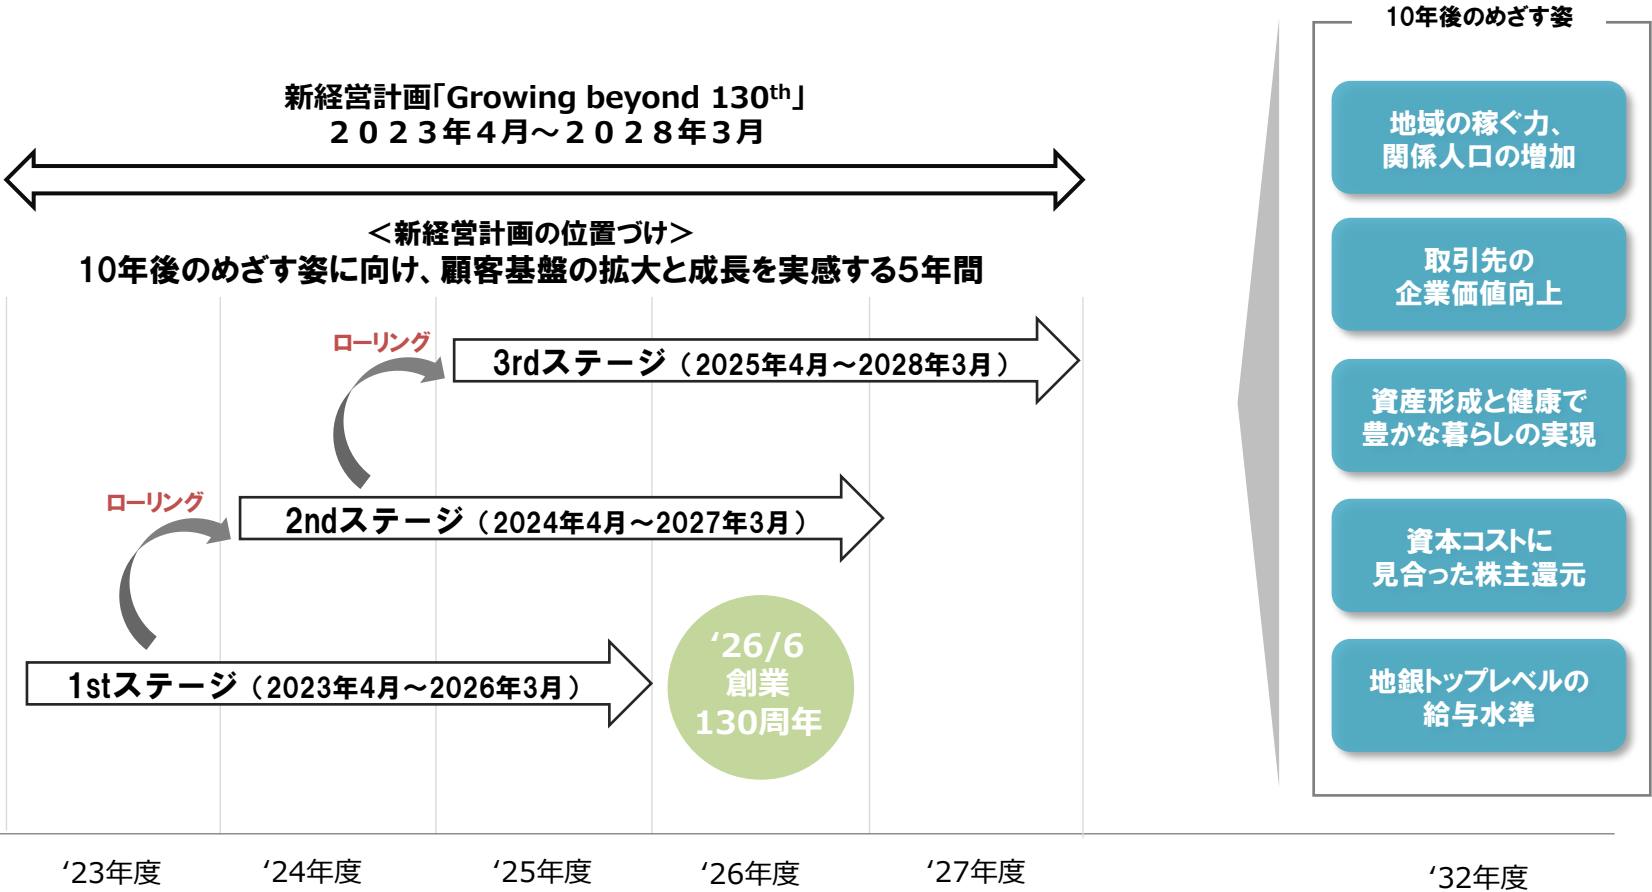 新経営計画｢Growing beyond 130th｣
２０２３年４月～２０２８年３月
＜新経営計画の位置づけ＞
10年後のめざす姿に向け、顧客基盤の拡大と成長を実感する５年間
ローリング
3rdステージ（2025年4月～2028年3月）
ローリング
2ndステージ（2024年4月～2027年3月）
1stステージ（2023年4月～2026年3月）
‘26/6
創業
130周年
‘23年度
‘24年度
‘25年度
‘26年度
‘27年度
‘32年度
10年後のめざす姿
地域の稼ぐ力、
関係人口の増加
取引先の
企業価値向上
資産形成と健康で
豊かな暮らしの実現
資本コストに
見合った株主還元
地銀トップレベルの
給与水準